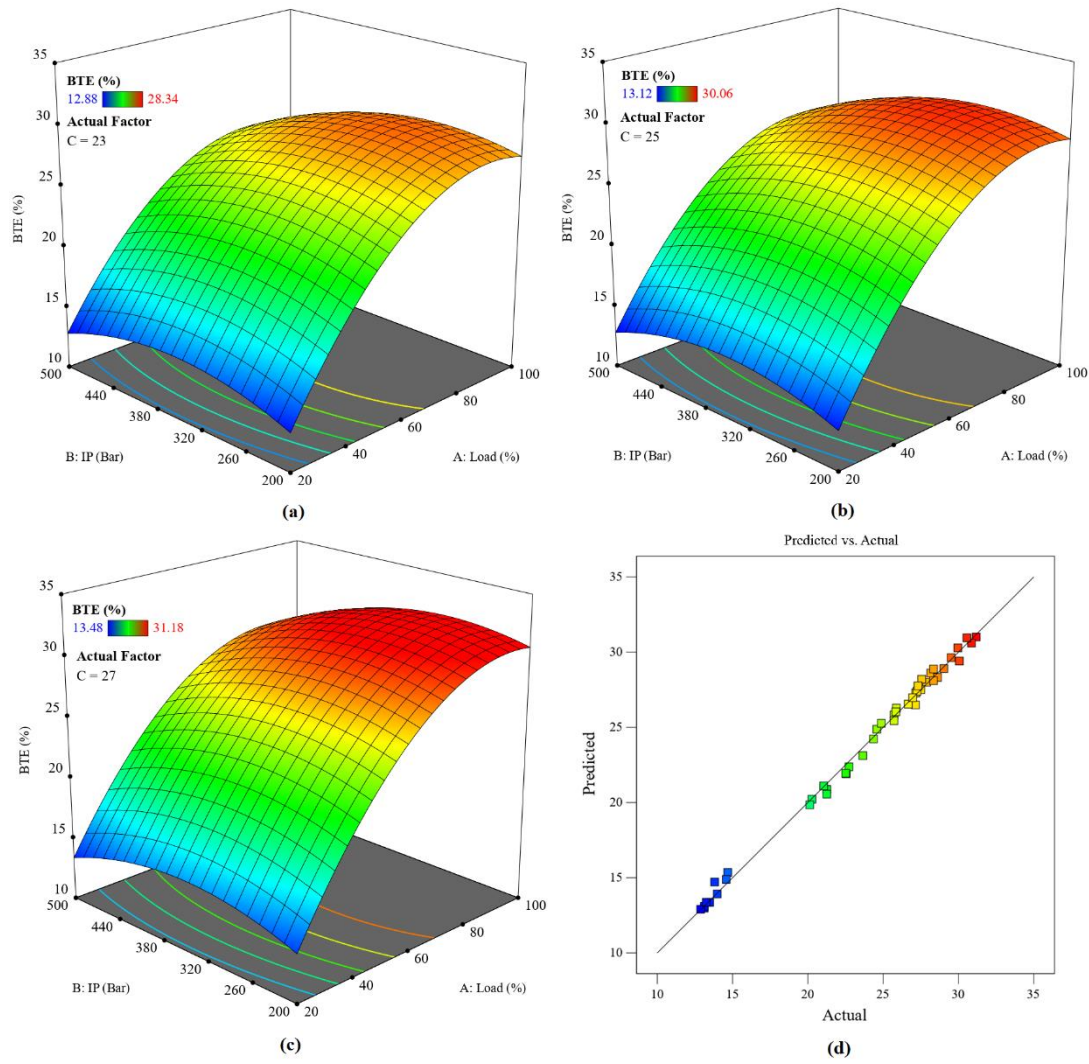 35
30
25
20
15
10
BTE (%)
BTE (%)
12.88 28.34
Actual Factor
C = 23
500
440
380
320
260
200
B: IP (Bar)
20
40
60
80
100
A: Load (%)
(a)
35
30
25
20
15
10
BTE (%)
BTE (%)
13.12 30.06
Actual Factor
C = 25
500
440
380
320
260
200
B: IP (Bar)
20
40
60
80
100
A: Load (%)
(b)
35
30
25
20
15
10
BTE (%)
BTE (%)
13.48 31.18
Actual Factor
C = 27
500
440
380
320
260
200
B: IP (Bar)
20
40
60
80
100
A: Load (%)
(c)
Predicted vs. Actual
35
30
25
20
15
10
Predicted
10 15 20 25 30 35
Actual
(d)